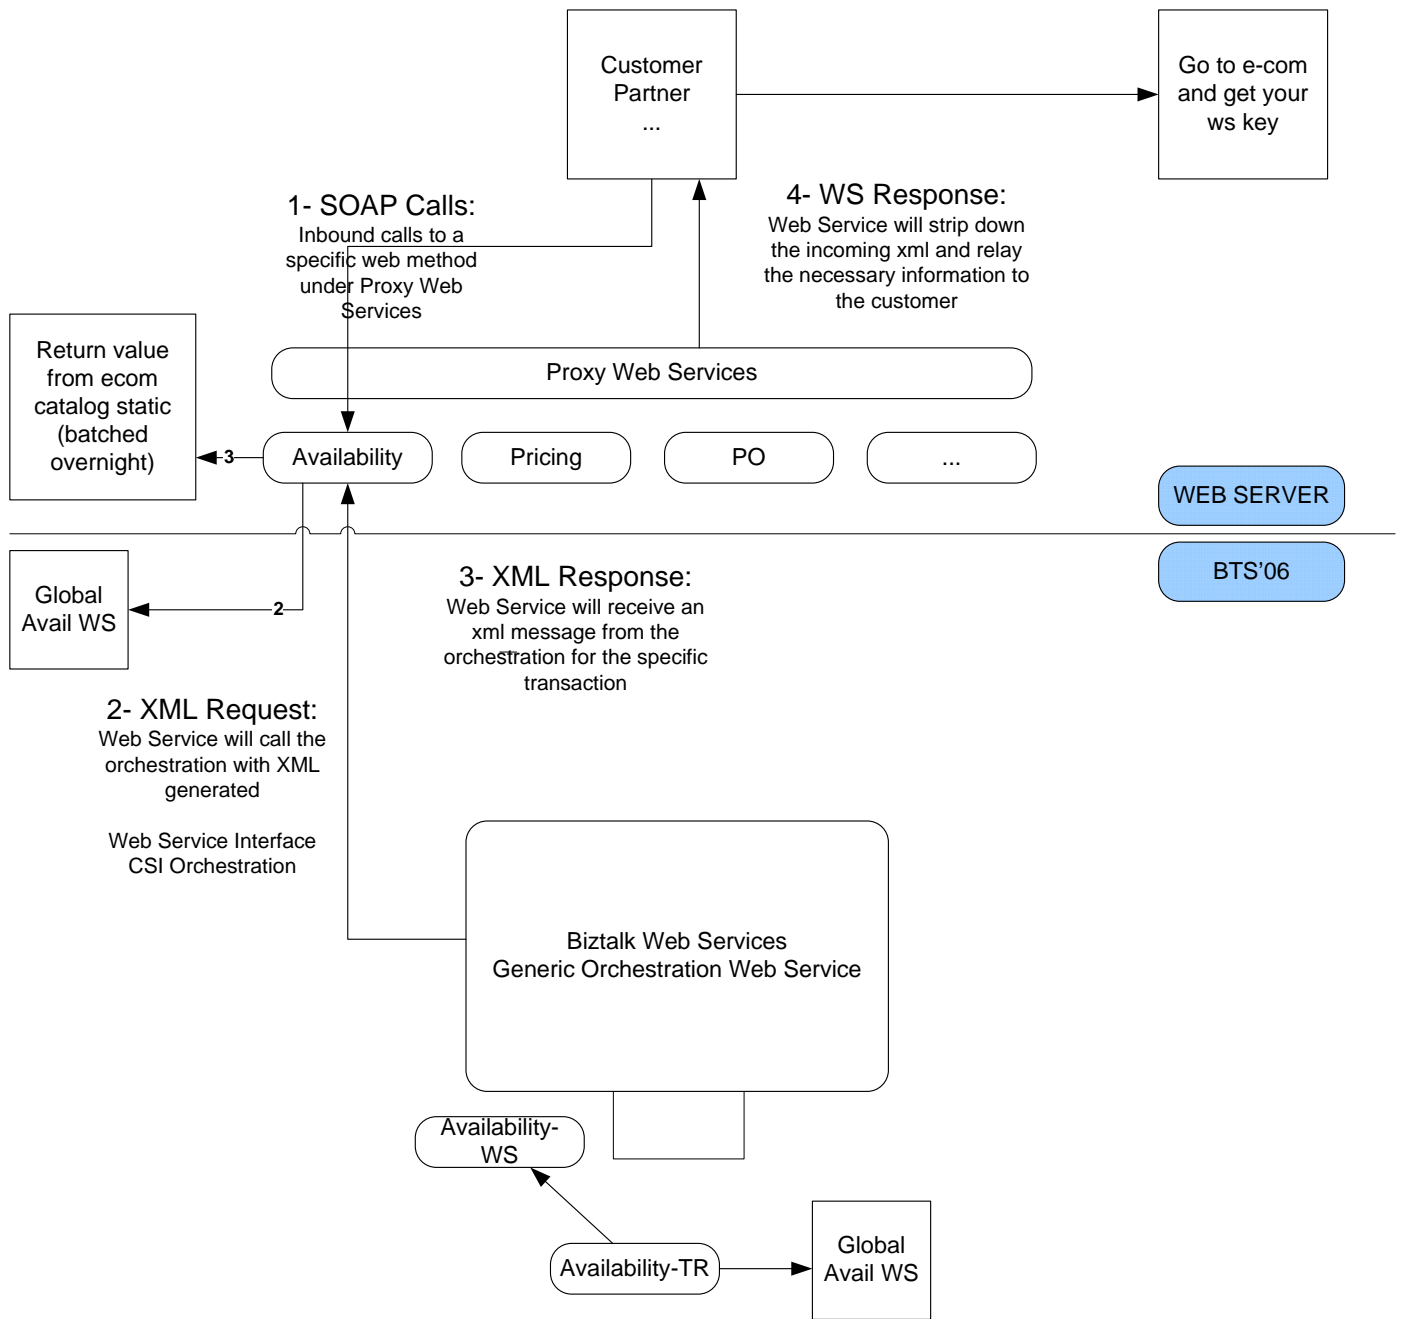 Customer
Partner
...
Go to e-com
and get your
ws key
1- SOAP Calls:
Inbound calls to a
specific web method
under Proxy Web
Services
4- WS Response:
Web Service will strip down
the incoming xml and relay
the necessary information to
the customer
Return value
from ecom
catalog static
(batched
overnight)
Proxy Web Services
3
Availability
Pricing
PO
...
WEB SERVER
BTS'06
Global
Avail WS
2
3- XML Response:
Web Service will receive an
xml message from the
orchestration for the specific
transaction
2- XML Request:
Web Service will call the
orchestration with XML
generated
Web Service Interface
CSI Orchestration
Biztalk Web Services
Generic Orchestration Web Service
Availability-
WS
Availability-TR
Global
Avail WS